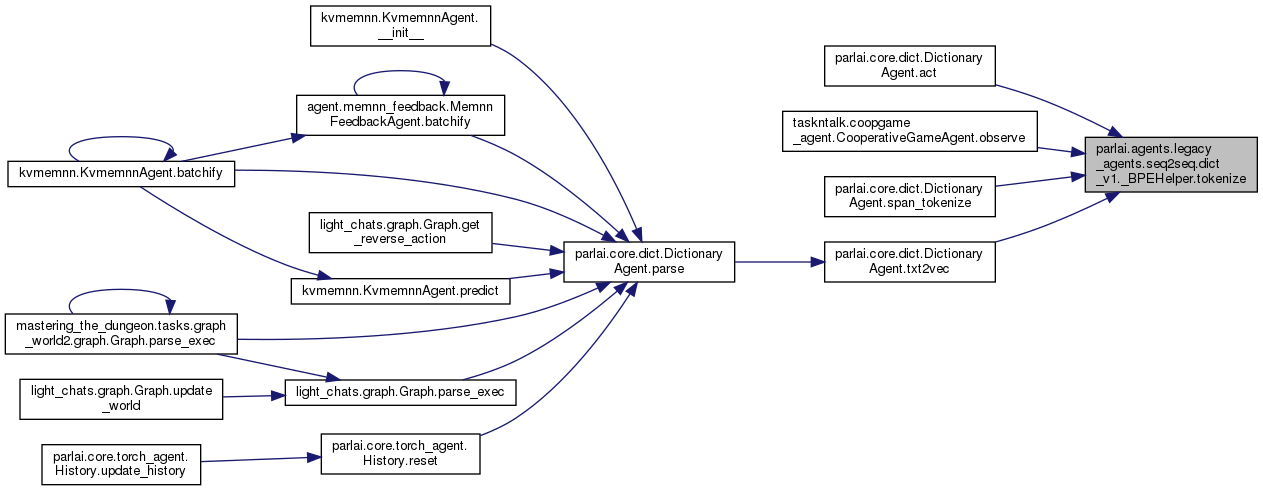 kvmemnn.KvmemnnAgent.
__init__
agent.memnn_feedback.Memnn
FeedbackAgent.batchify
kvmemnn.KvmemnnAgent.batchify
light_chats.graph.Graph.get
_reverse_action
kvmemnn.KvmemnnAgent.predict
mastering_the_dungeon.tasks.graph
_world2.graph.Graph.parse_exec
light_chats.graph.Graph.parse_exec
light_chats.graph.Graph.update
_world
parlai.core.torch_agent.
History.reset
parlai.core.torch_agent.
History.update_history
parlai.core.dict.Dictionary
Agent.parse
parlai.core.dict.Dictionary
Agent.act
taskntalk.coopgame
_agent.CooperativeGameAgent.observe
parlai.core.dict.Dictionary
Agent.span_tokenize
parlai.core.dict.Dictionary
Agent.txt2vec
parlai.agents.legacy
_agents.seq2seq.dict
_v1._BPEHelper.tokenize